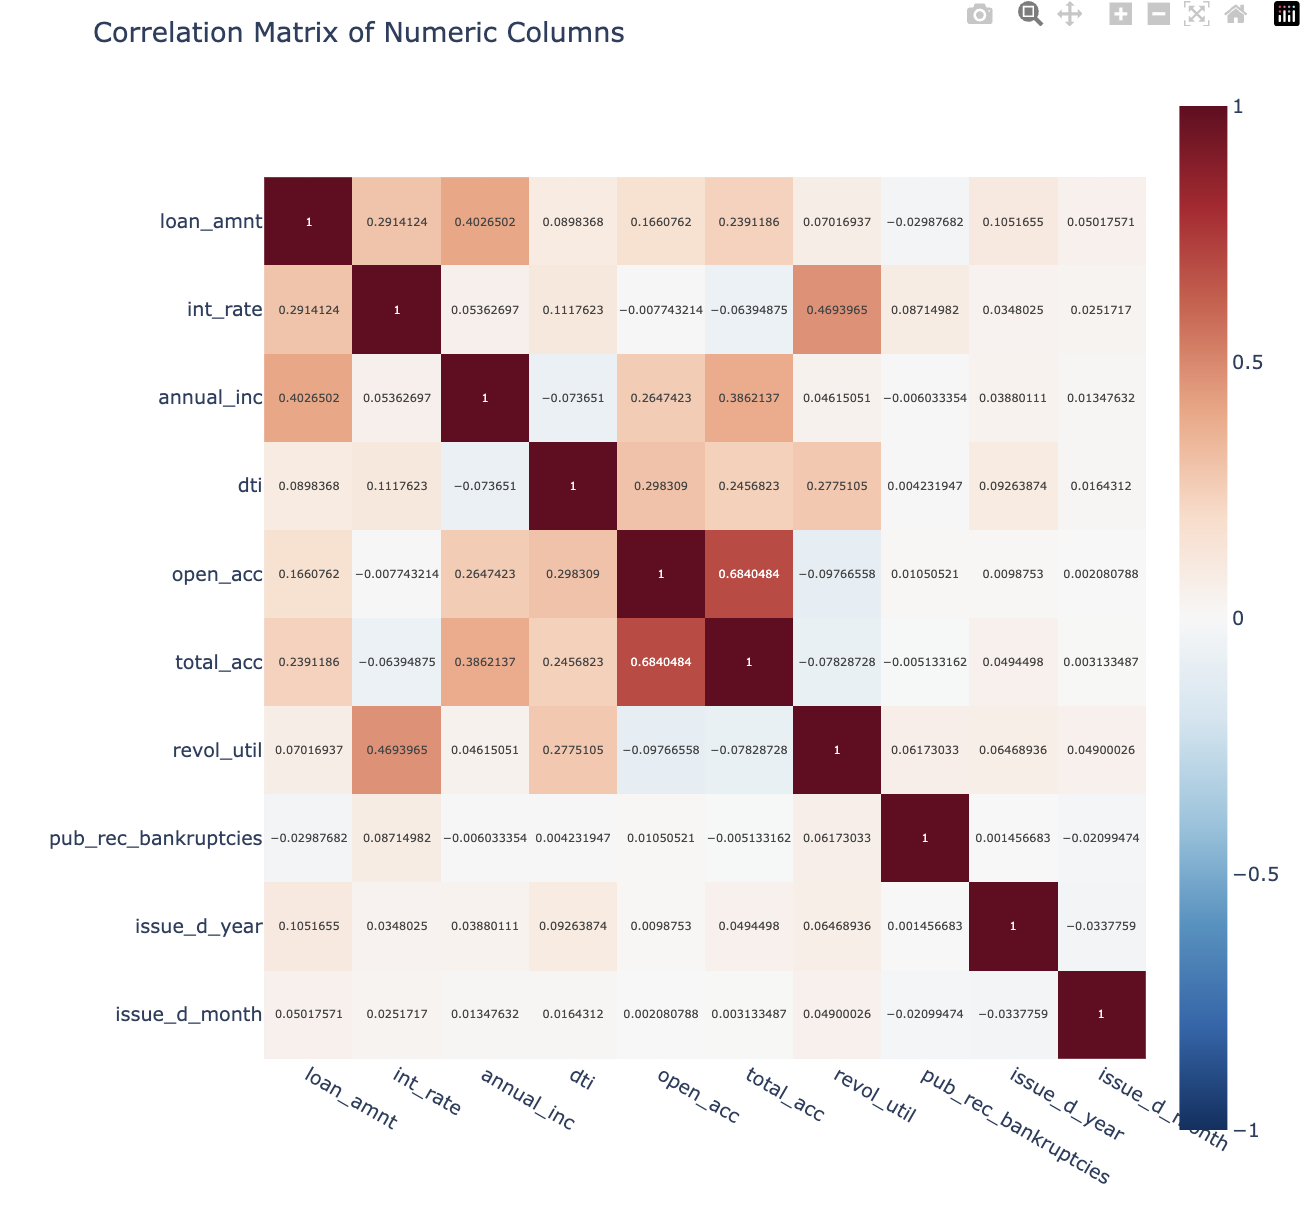 Correlation Matrix of Numeric Columns
1
loan_amnt 1 0.2914124 0.4026502 0.0898368 0.1660762 0.2391186 0.07016937 −0.02987682 0.1051655 0.05017571
int_rate 0.2914124 1 0.05362697 0.1117623 −0.007743214 −0.06394875 0.4693965 0.08714982 0.0348025 0.0251717
0.5
annual_inc 0.4026502 0.05362697 1 −0.073651 0.2647423 0.3862137 0.04615051 −0.006033354 0.03880111 0.01347632
dti 0.0898368 0.1117623 −0.073651 1 0.298309 0.2456823 0.2775105 0.004231947 0.09263874 0.0164312
open_acc 0.1660762 −0.007743214 0.2647423 0.298309 1 0.6840484 −0.09766558 0.01050521 0.0098753 0.002080788
0
total_acc 0.2391186 −0.06394875 0.3862137 0.2456823 0.6840484 1 −0.07828728 −0.005133162 0.0494498 0.003133487
revol_util 0.07016937 0.4693965 0.04615051 0.2775105 −0.09766558 −0.07828728 1 0.06173033 0.06468936 0.04900026
pub_rec_bankruptcies −0.02987682 0.08714982 −0.006033354 0.004231947 0.01050521 −0.005133162 0.06173033 1 0.001456683 −0.02099474
−0.5
issue_d_year 0.1051655 0.0348025 0.03880111 0.09263874 0.0098753 0.0494498 0.06468936 0.001456683 1 −0.0337759
issue_d_month 0.05017571 0.0251717 0.01347632 0.0164312 0.002080788 0.003133487 0.04900026 −0.02099474 −0.0337759 1
loan_amnt int_rate annual_inc dti open_acc total_acc revol_util pub_rec_bankruptcies issue_d_year issue_d_month
−1